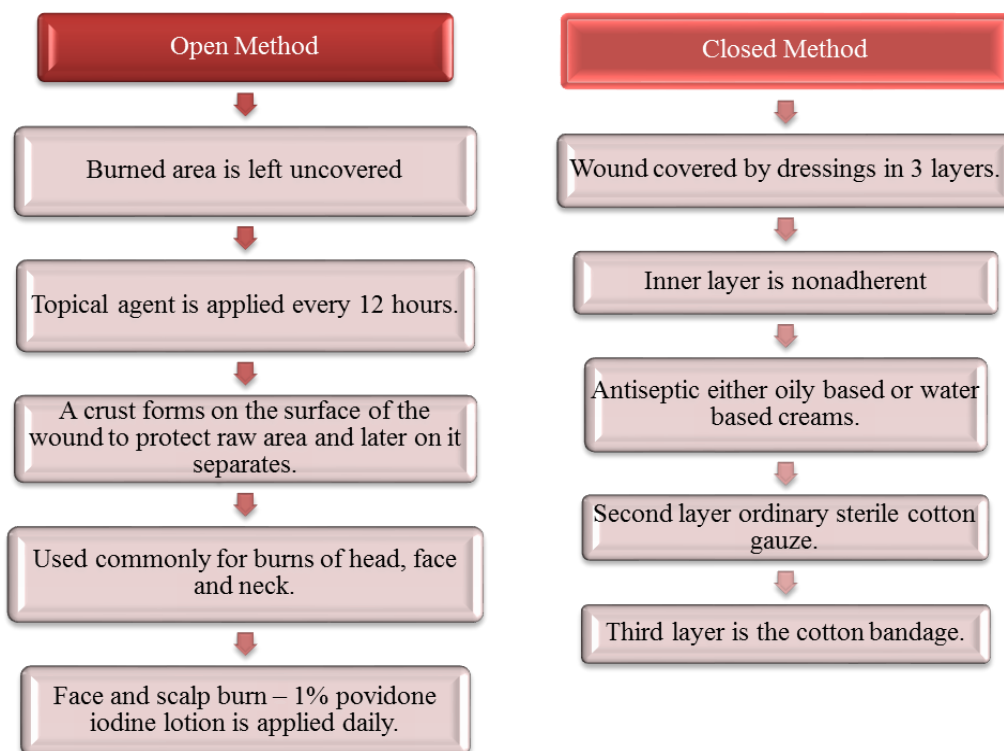 Open Method
Burned area is left uncovered
Topical agent is applied every 12 hours.
A crust forms on the surface of the
wound to protect raw area and later on it
separates.
Used commonly for burns of head, face
and neck.
Face and scalp burn – 1% povidone
iodine lotion is applied daily.
Closed Method
Wound covered by dressings in 3 layers.
Inner layer is nonadherent
Antiseptic either oily based or water
based creams.
Second layer ordinary sterile cotton
gauze.
Third layer is the cotton bandage.